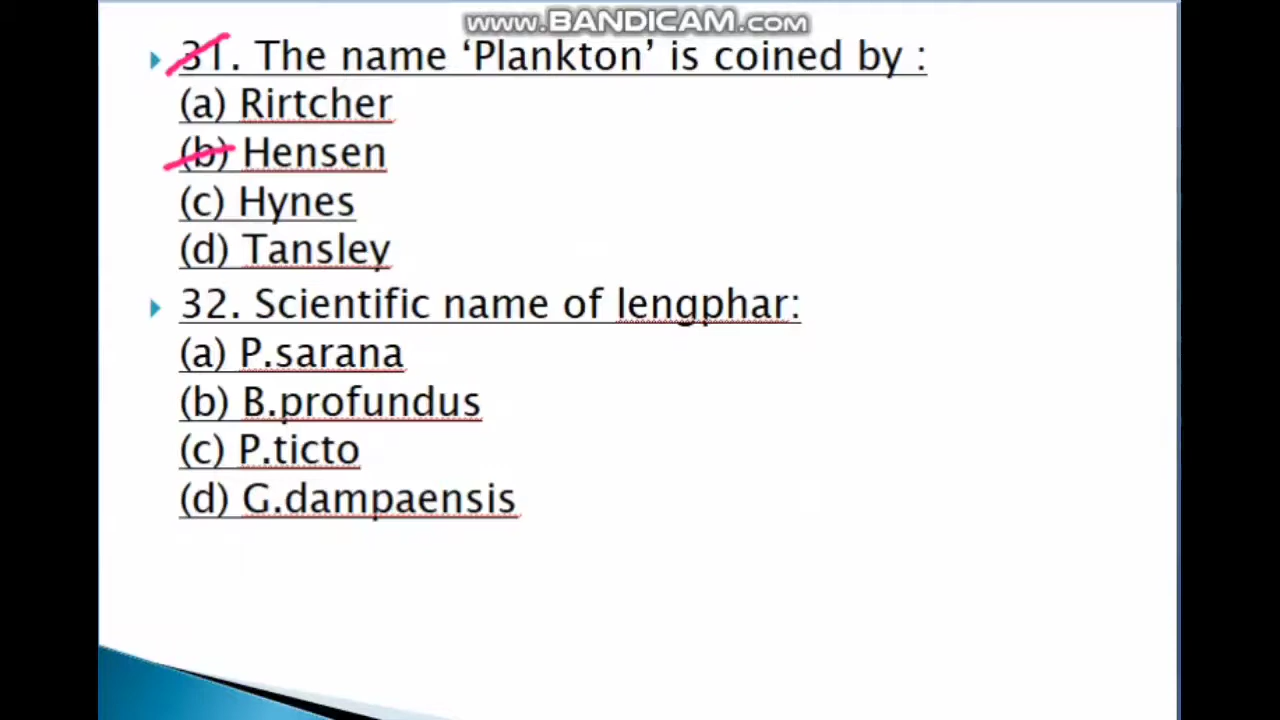 www.BANDICAM.com
31. The name ‘Plankton’ is coined by :
(a) Rirtcher
(b) Hensen
(c) Hynes
(d) Tansley
32. Scientific name of lengphar:
(a) P.sarana
(b) B.profundus
(c) P.ticto
(d) G.dampaensis